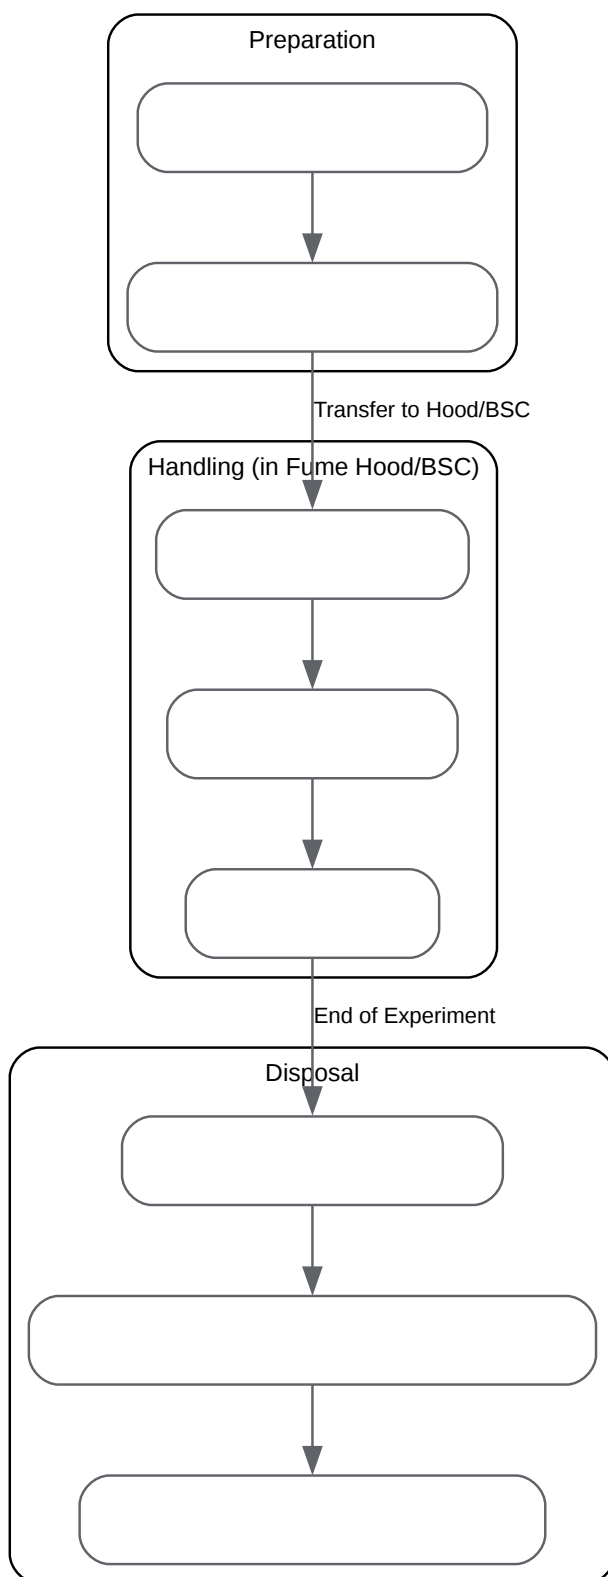 Preparation
Transfer to Hood/BSC
Handling (in Fume Hood/BSC)
End of Experiment
Disposal